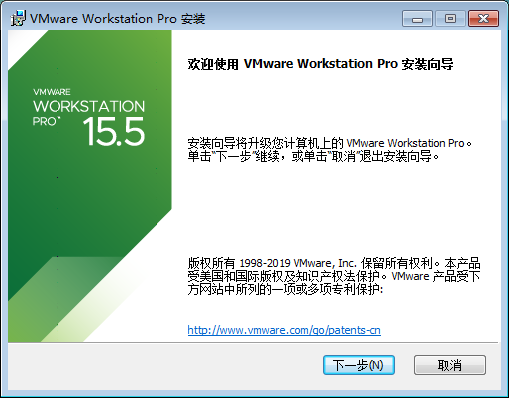 VMware Workstation Pro 安装
VMWARE
WORKSTATION
PRO™
15.5
欢迎使用 VMware Workstation Pro 安装向导
安装向导将升级您计算机上的 VMware Workstation Pro。
单击“下一步”继续，或单击“取消”退出安装向导。
版权所有 1998-2019 VMware, Inc. 保留所有权利。本产品
受美国和国际版权及知识产权法保护。VMware 产品受下
方网站中所列的一项或多项专利保护:
http://www.vmware.com/go/patents-cn
下一步(N)
取消